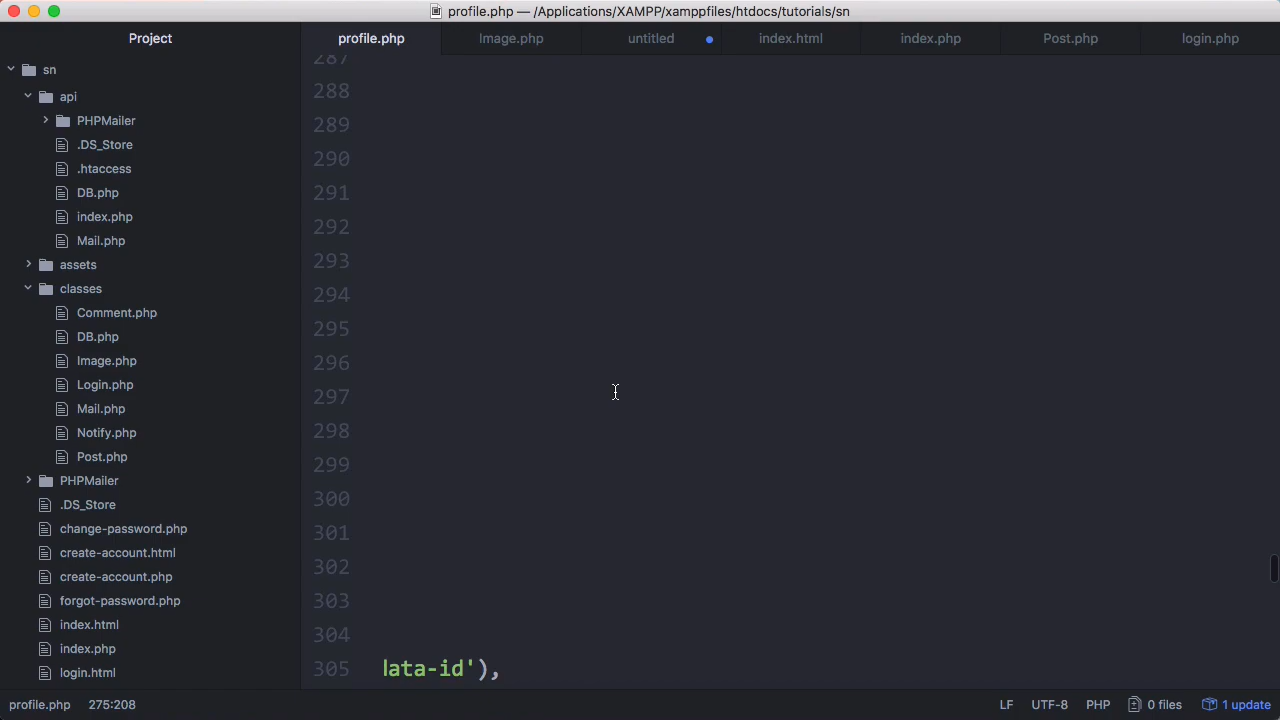 profile.php — /Applications/XAMPP/xamppfiles/htdocs/tutorials/sn
Project
profile.php
Image.php
untitled
index.html
index.php
Post.php
login.php
sn
api
PHPMailer
.DS_Store
.htaccess
DB.php
index.php
Mail.php
assets
classes
Comment.php
DB.php
Image.php
Login.php
Mail.php
Notify.php
Post.php
PHPMailer
.DS_Store
change-password.php
create-account.html
create-account.php
forgot-password.php
index.html
index.php
login.html
287
288
289
290
291
292
293
294
295
296
297
298
299
300
301
302
303
304
305 lata-id'),
profile.php 275:208
LF UTF-8 PHP 0 files 1 update